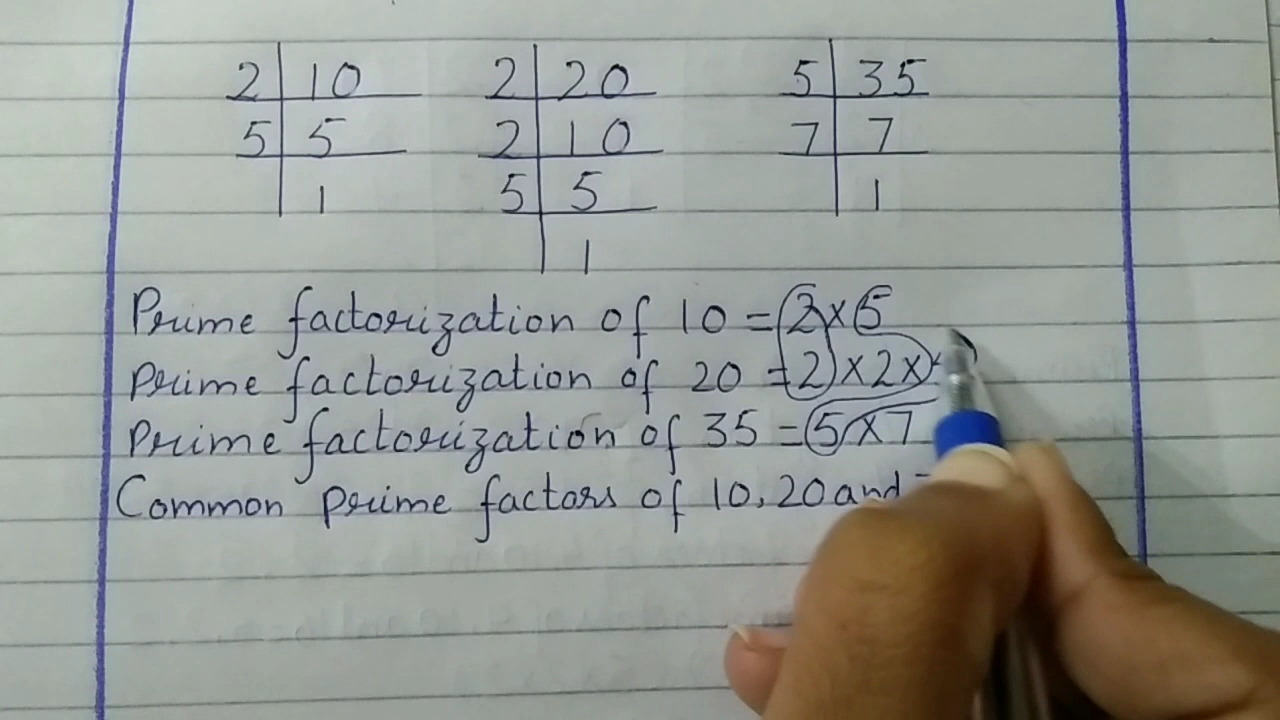 2 | 10    2 | 20    5 | 35
5 | 5    2 | 10    7 | 7
1    5 | 5    1
1
Prime factorization of 10 = 2 x 5
Prime factorization of 20 = 2 x 2 x
Prime factorization of 35 = 5 x 7
Common prime factors of 10, 20 and